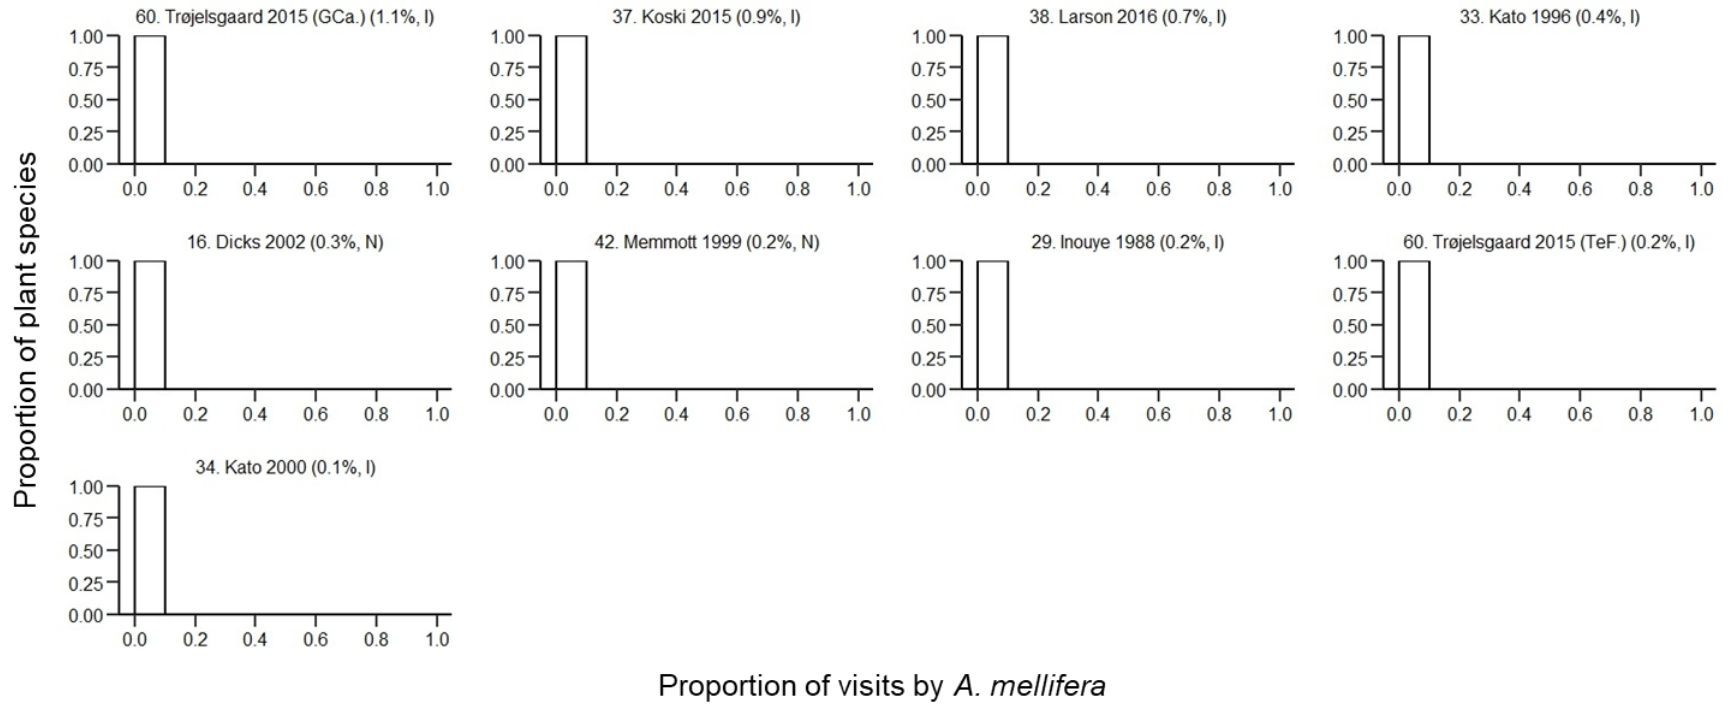 60. Trøjelsgaard 2015 (GCa.) (1.1%, I)
37. Koski 2015 (0.9%, I)
38. Larson 2016 (0.7%, I)
33. Kato 1996 (0.4%, I)
1.00 1.00 1.00 1.00
0.75 0.75 0.75 0.75
0.50 0.50 0.50 0.50
0.25 0.25 0.25 0.25
0.00 0.00 0.00 0.00
0.0 0.2 0.4 0.6 0.8 1.0 0.0 0.2 0.4 0.6 0.8 1.0 0.0 0.2 0.4 0.6 0.8 1.0 0.0 0.2 0.4 0.6 0.8 1.0
16. Dicks 2002 (0.3%, N)
42. Memmott 1999 (0.2%, N)
29. Inouye 1988 (0.2%, I)
60. Trøjelsgaard 2015 (TeF.) (0.2%, I)
1.00 1.00 1.00 1.00
0.75 0.75 0.75 0.75
0.50 0.50 0.50 0.50
0.25 0.25 0.25 0.25
0.00 0.00 0.00 0.00
0.0 0.2 0.4 0.6 0.8 1.0 0.0 0.2 0.4 0.6 0.8 1.0 0.0 0.2 0.4 0.6 0.8 1.0 0.0 0.2 0.4 0.6 0.8 1.0
34. Kato 2000 (0.1%, I)
1.00
0.75
0.50
0.25
0.00
0.0 0.2 0.4 0.6 0.8 1.0
Proportion of plant species
Proportion of visits by A. mellifera